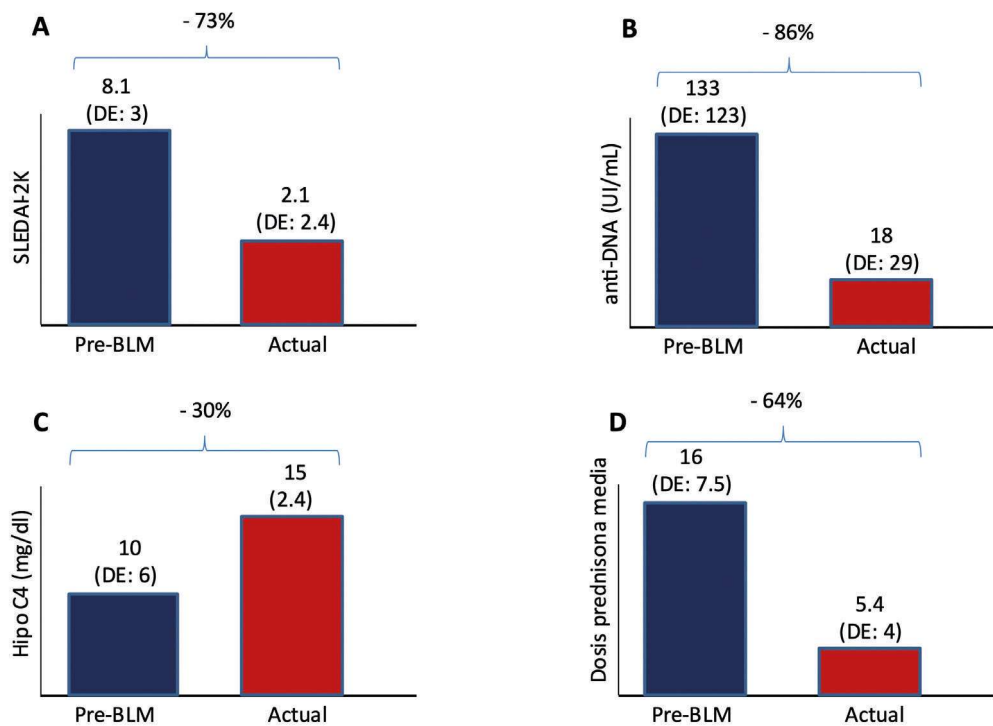 A
- 73%
8.1
(DE: 3)
2.1
(DE: 2.4)
SLEDAI-2K
Pre-BLM
Actual
B
- 86%
133
(DE: 123)
18
(DE: 29)
anti-DNA (UI/mL)
Pre-BLM
Actual
C
- 30%
10
(DE: 6)
15
(2.4)
Hipo C4 (mg/dl)
Pre-BLM
Actual
D
- 64%
16
(DE: 7.5)
5.4
(DE: 4)
Dosis prednisona media
Pre-BLM
Actual